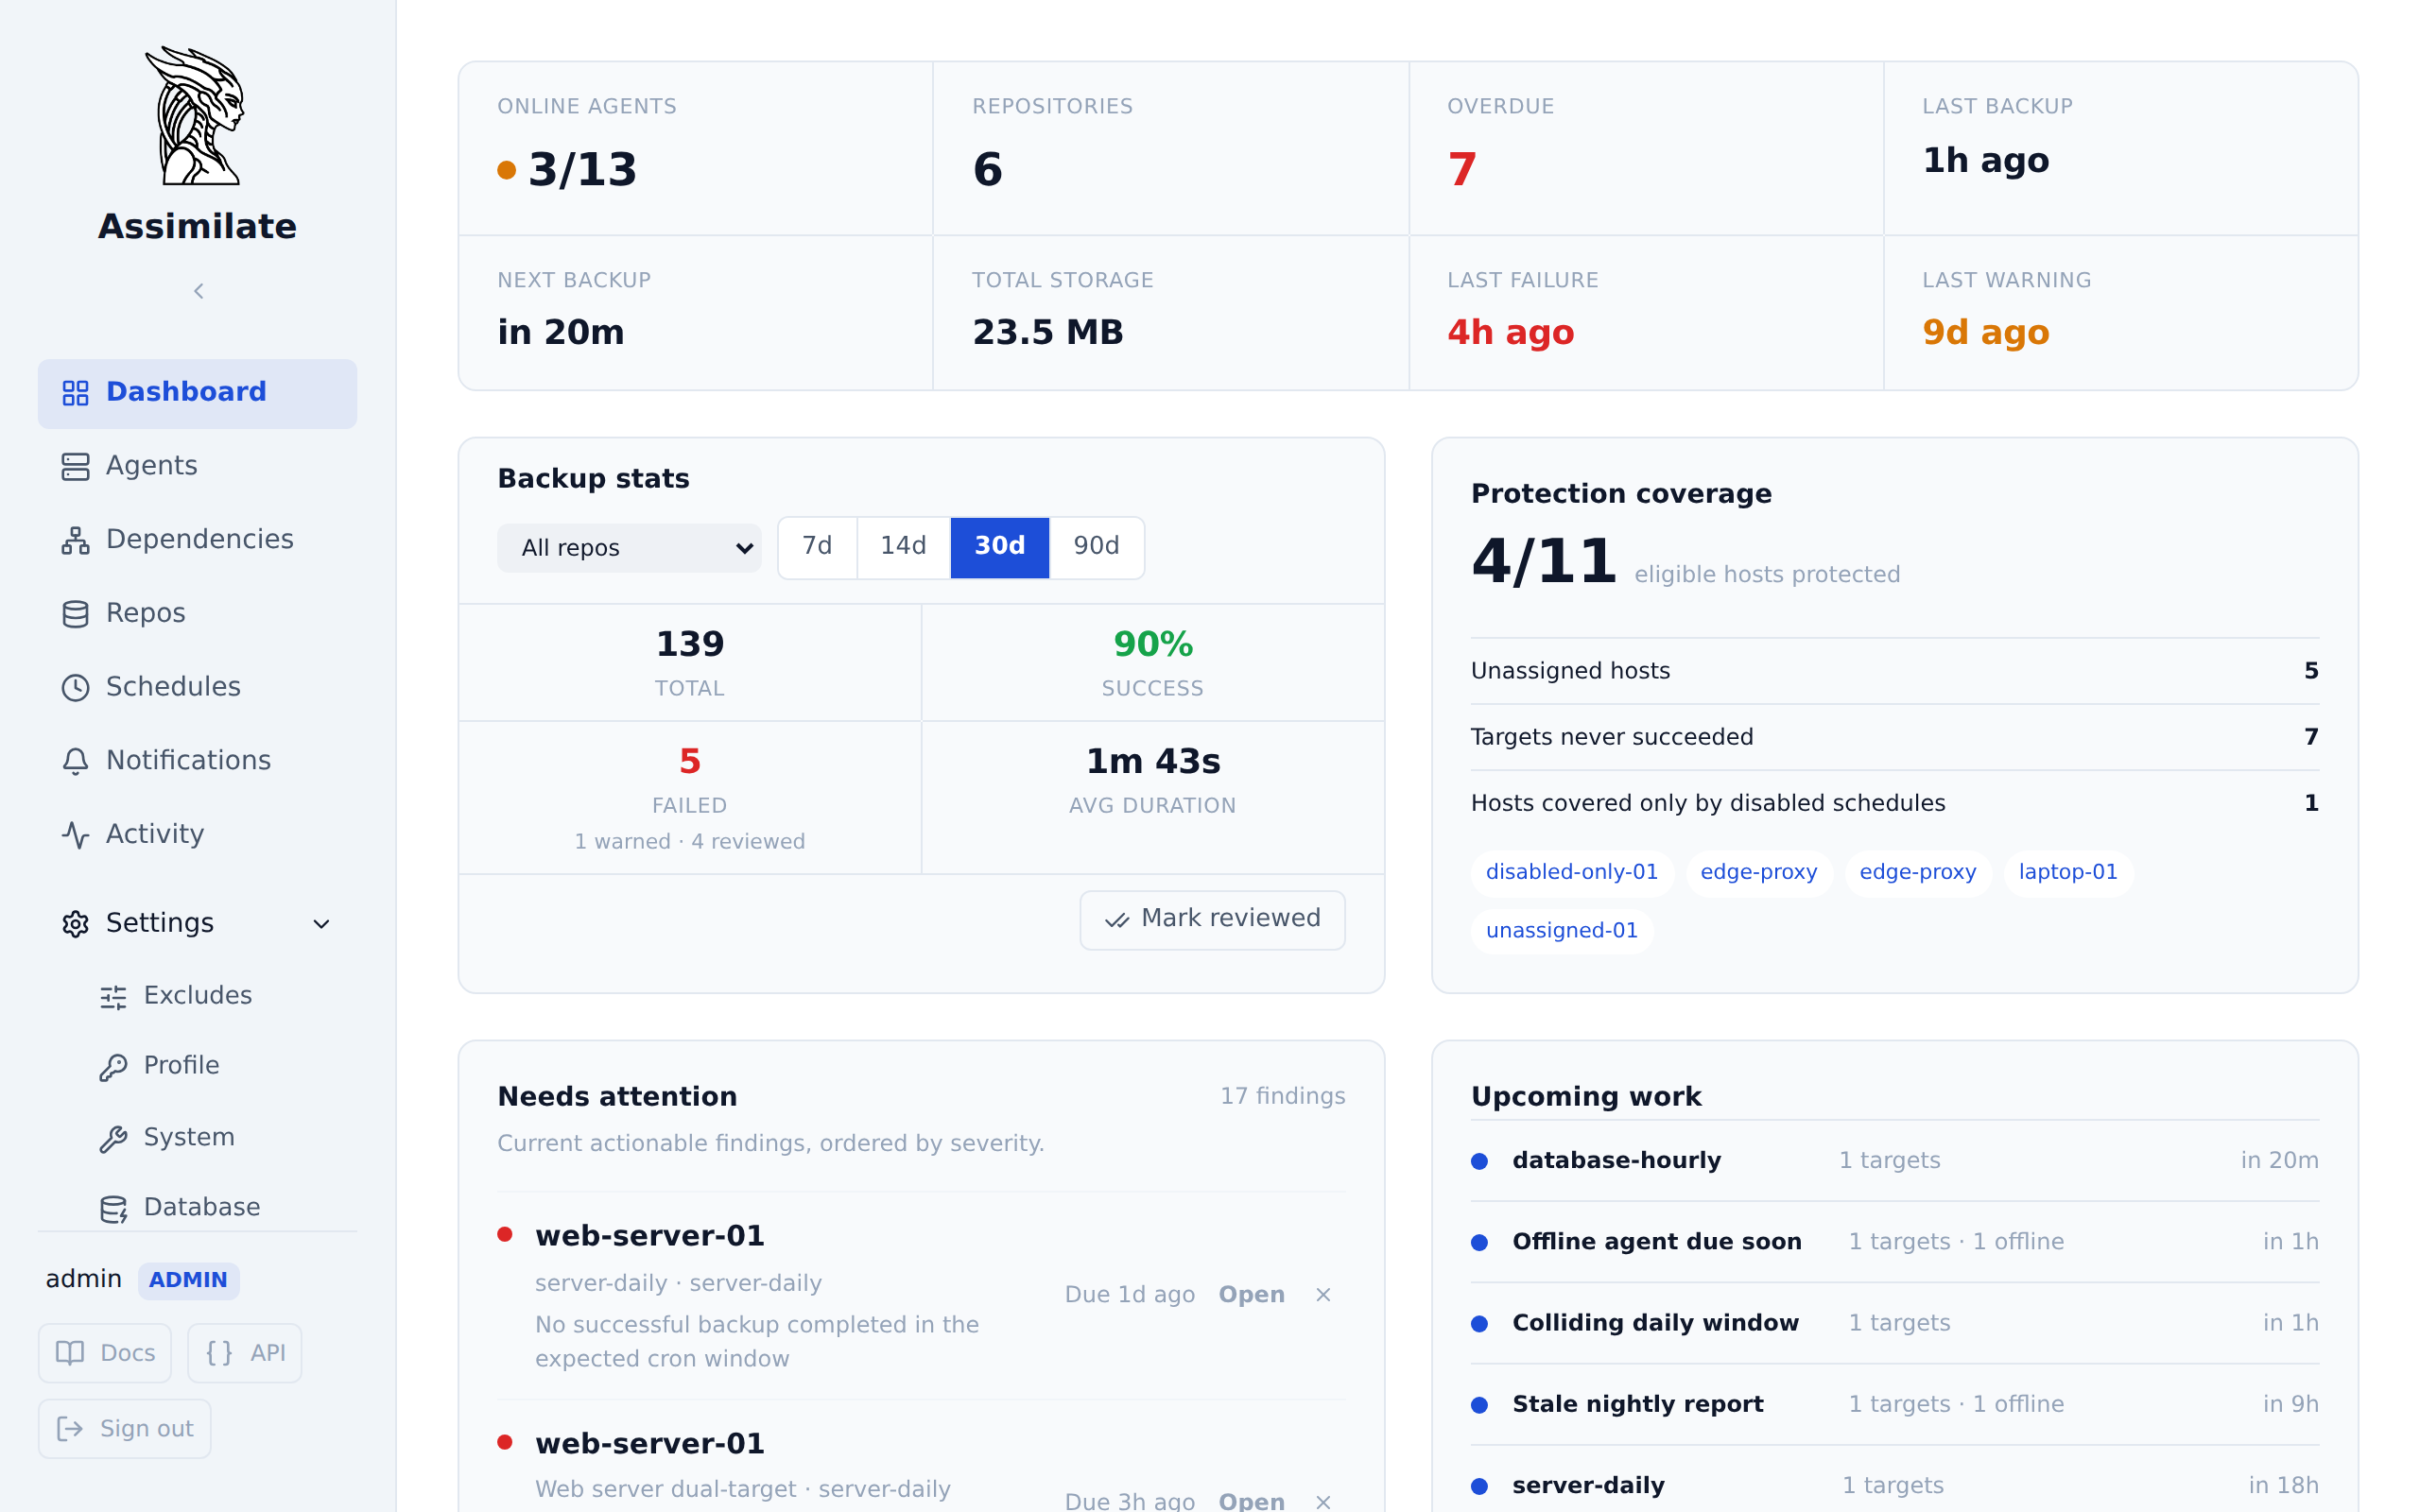 Assimilate
Dashboard
Agents
Dependencies
Repos
Schedules
Notifications
Activity
Settings
Excludes
Profile
System
Database
admin ADMIN
Docs
{ } API
Sign out
ONLINE AGENTS
3/13
REPOSITORIES
6
OVERDUE
7
LAST BACKUP
1h ago
NEXT BACKUP
in 20m
TOTAL STORAGE
23.5 MB
LAST FAILURE
4h ago
LAST WARNING
9d ago
Backup stats
All repos
7d 14d 30d 90d
139
TOTAL
90%
SUCCESS
5
FAILED
1 warned · 4 reviewed
1m 43s
AVG DURATION
Mark reviewed
Protection coverage
4/11 eligible hosts protected
Unassigned hosts 5
Targets never succeeded 7
Hosts covered only by disabled schedules 1
disabled-only-01 edge-proxy edge-proxy laptop-01
unassigned-01
Needs attention 17 findings
Current actionable findings, ordered by severity.
web-server-01
server-daily · server-daily
Due 1d ago Open ×
No successful backup completed in the
expected cron window
web-server-01
Web server dual-target · server-daily
Due 3h ago Open ×
Upcoming work
database-hourly 1 targets in 20m
Offline agent due soon 1 targets · 1 offline in 1h
Colliding daily window 1 targets in 1h
Stale nightly report 1 targets · 1 offline in 9h
server-daily 1 targets in 18h